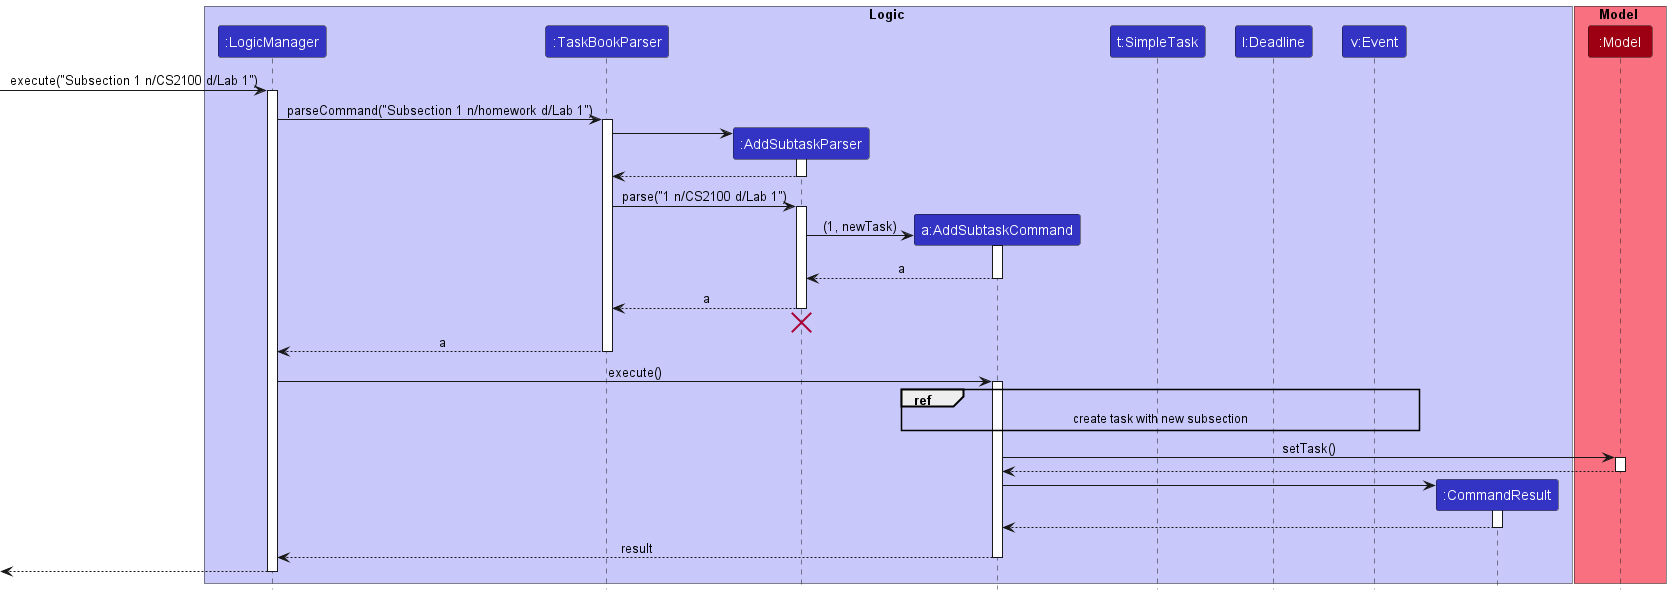 Logic
Model
:LogicManager
:TaskBookParser
t:SimpleTask
l:Deadline
v:Event
:Model
execute("Subsection 1 n/CS2100 d/Lab 1")
parseCommand("Subsection 1 n/homework d/Lab 1")
:AddSubtaskParser
parse("1 n/CS2100 d/Lab 1")
(1, newTask)
a:AddSubtaskCommand
a
a
a
execute()
ref
create task with new subsection
setTask()
:CommandResult
result